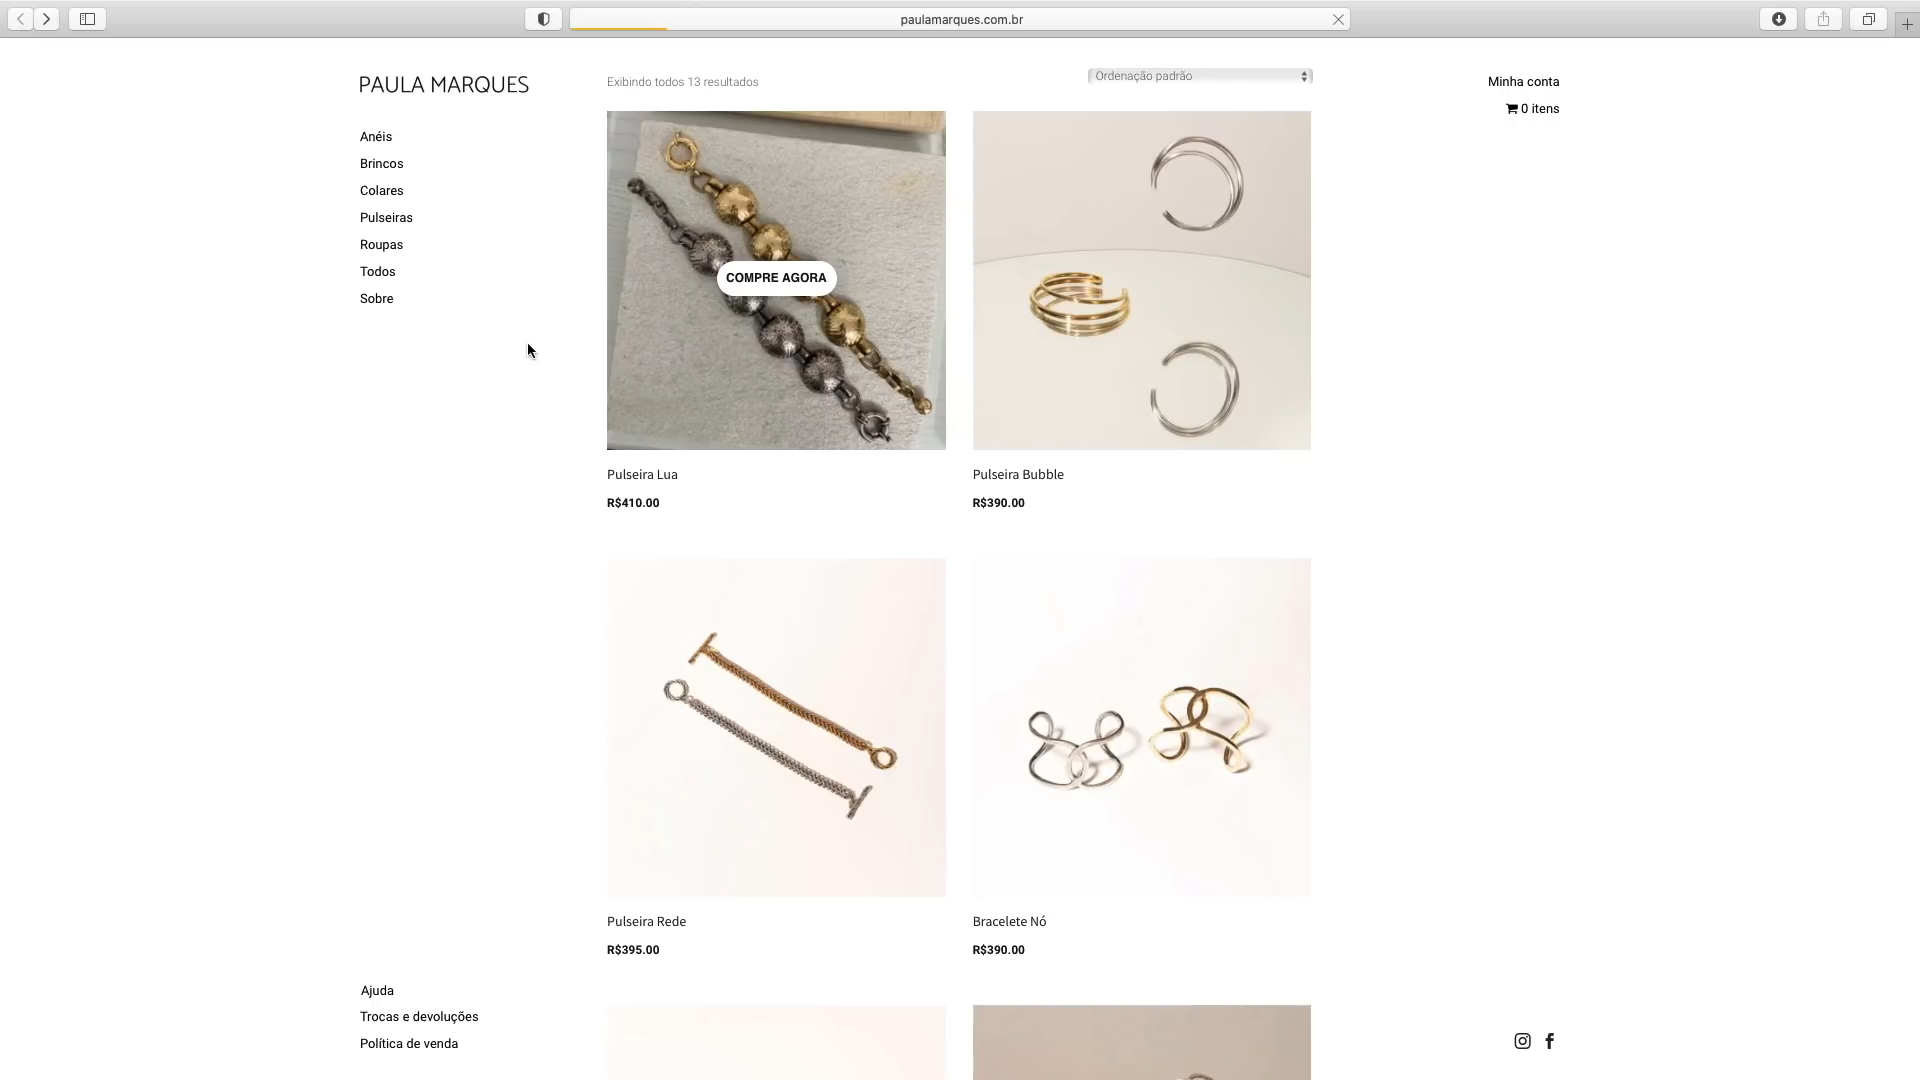 paulamarques.com.br
PAULA MARQUES
Anéis
Brincos
Colares
Pulseiras
Roupas
Todos
Sobre
Exibindo todos 13 resultados
Ordenação padrão
Minha conta
0 itens
COMPRE AGORA
Pulseira Lua
R$410.00
Pulseira Bubble
R$390.00
Pulseira Rede
R$395.00
Bracelete Nó
R$390.00
Ajuda
Trocas e devoluções
Política de venda